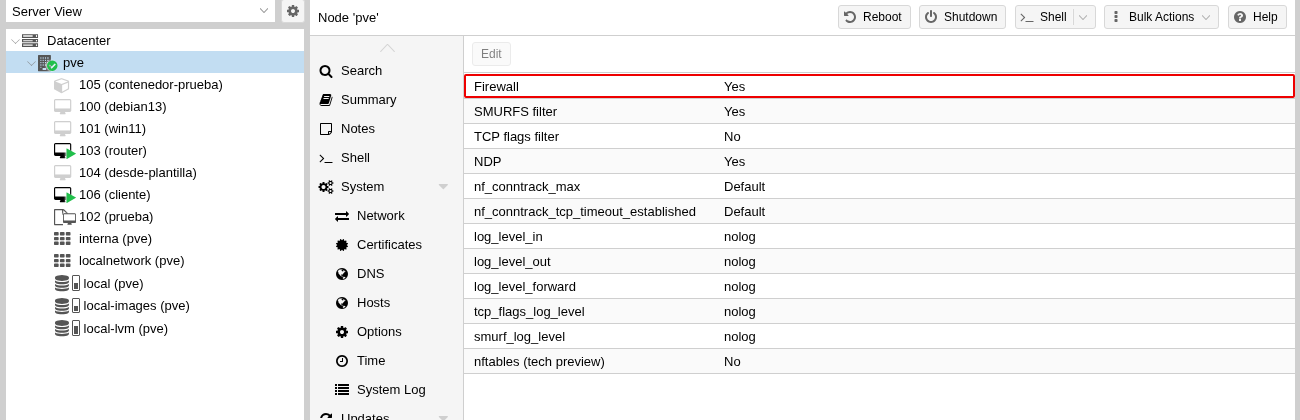 Server View
Datacenter
pve
105 (contenedor-prueba)
100 (debian13)
101 (win11)
103 (router)
104 (desde-plantilla)
106 (cliente)
102 (prueba)
interna (pve)
localnetwork (pve)
local (pve)
local-images (pve)
local-lvm (pve)
Node 'pve'
Reboot
Shutdown
Shell
Bulk Actions
Help
Search
Summary
Notes
Shell
System
Network
Certificates
DNS
Hosts
Options
Time
System Log
Updates
Edit
Firewall Yes
SMURFS filter Yes
TCP flags filter No
NDP Yes
nf_conntrack_max Default
nf_conntrack_tcp_timeout_established Default
log_level_in nolog
log_level_out nolog
log_level_forward nolog
tcp_flags_log_level nolog
smurf_log_level nolog
nftables (tech preview) No